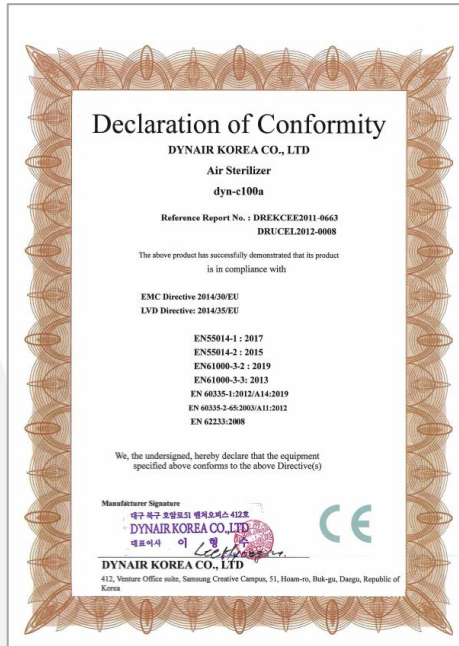 Declaration of Conformity
DYNAIR KOREA CO., LTD
Air Sterilizer
dyn-c100a
Reference Report No. : DREKCEE2011-0663
DRUCEL2012-0008
The above product has successfully demonstrated that its product
is in compliance with
EMC Directive 2014/30/EU
LVD Directive: 2014/35/EU
EN55014-1 : 2017
EN55014-2 : 2015
EN61000-3-2 : 2019
EN61000-3-3: 2013
EN 60335-1:2012/A14:2019
EN 60335-2-65:2003/A11:2012
EN 62233:2008
We, the undersigned, hereby declare that the equipment
specified above conforms to the above Directive(s)
Manufacturer Signature
대구 북구 호암로51 벤처오피스 412호
DYNAIR KOREA CO.,LTD
대표이사 이 형 수
CE
DYNAIR KOREA CO., LTD
412, Venture Office suite, Samsung Creative Campus, 51, Hoam-ro, Buk-gu, Daegu, Republic of
Korea